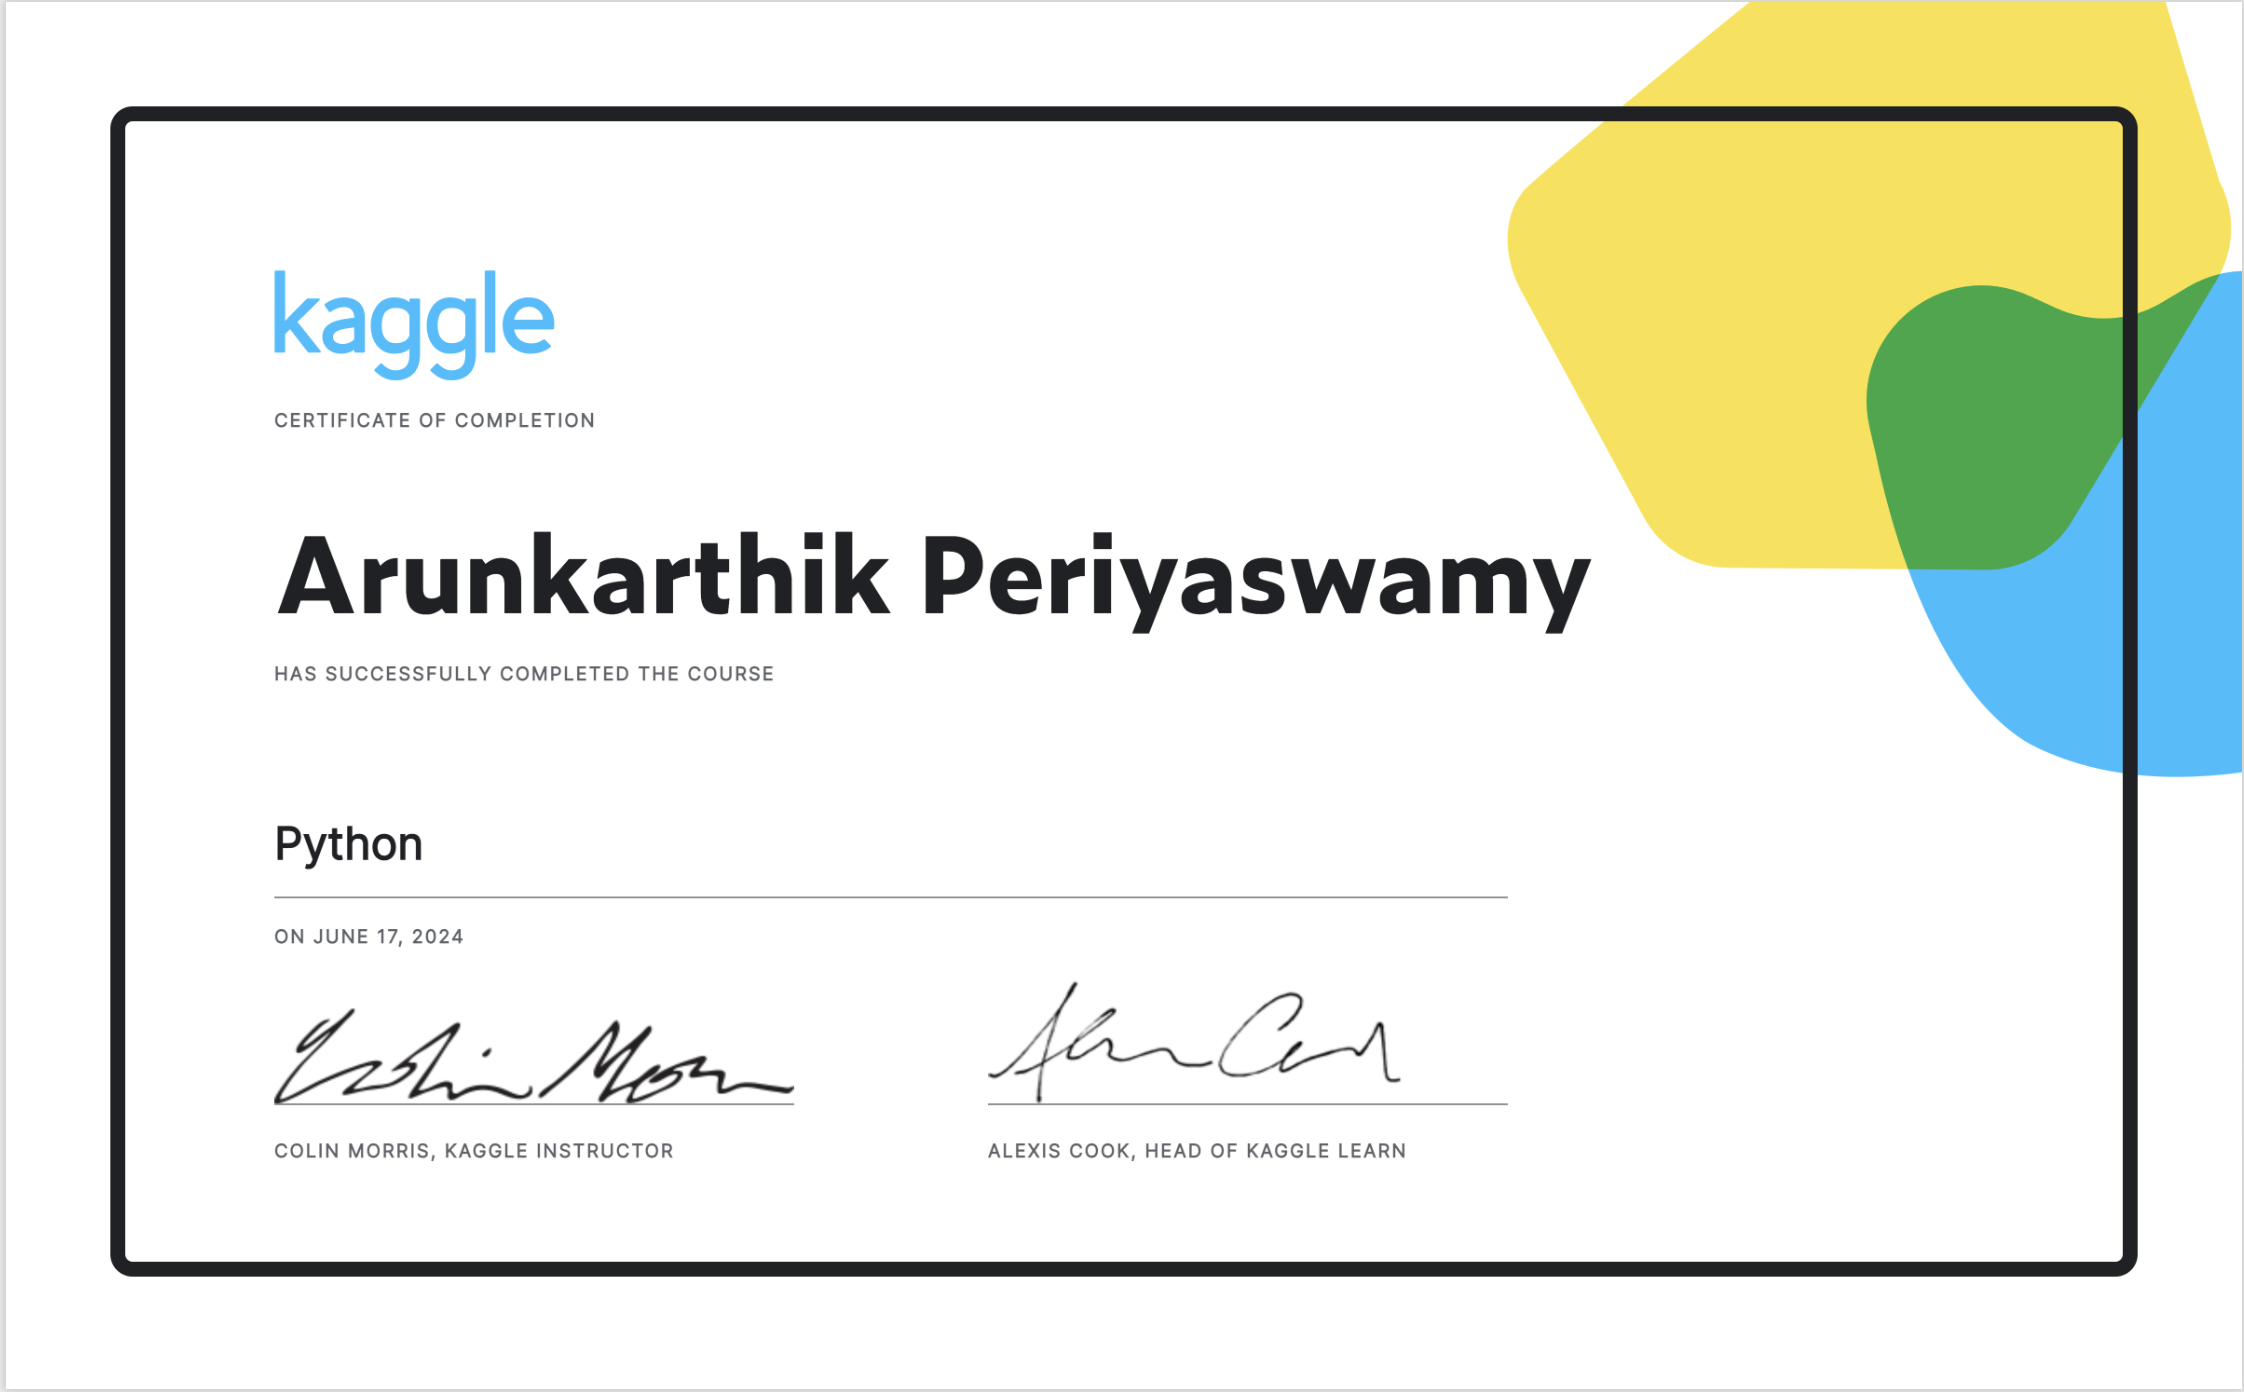 kaggle
CERTIFICATE OF COMPLETION
Arunkarthik Periyaswamy
HAS SUCCESSFULLY COMPLETED THE COURSE
Python
ON JUNE 17, 2024
Colin Morris
Alexis Cook
COLIN MORRIS, KAGGLE INSTRUCTOR
ALEXIS COOK, HEAD OF KAGGLE LEARN